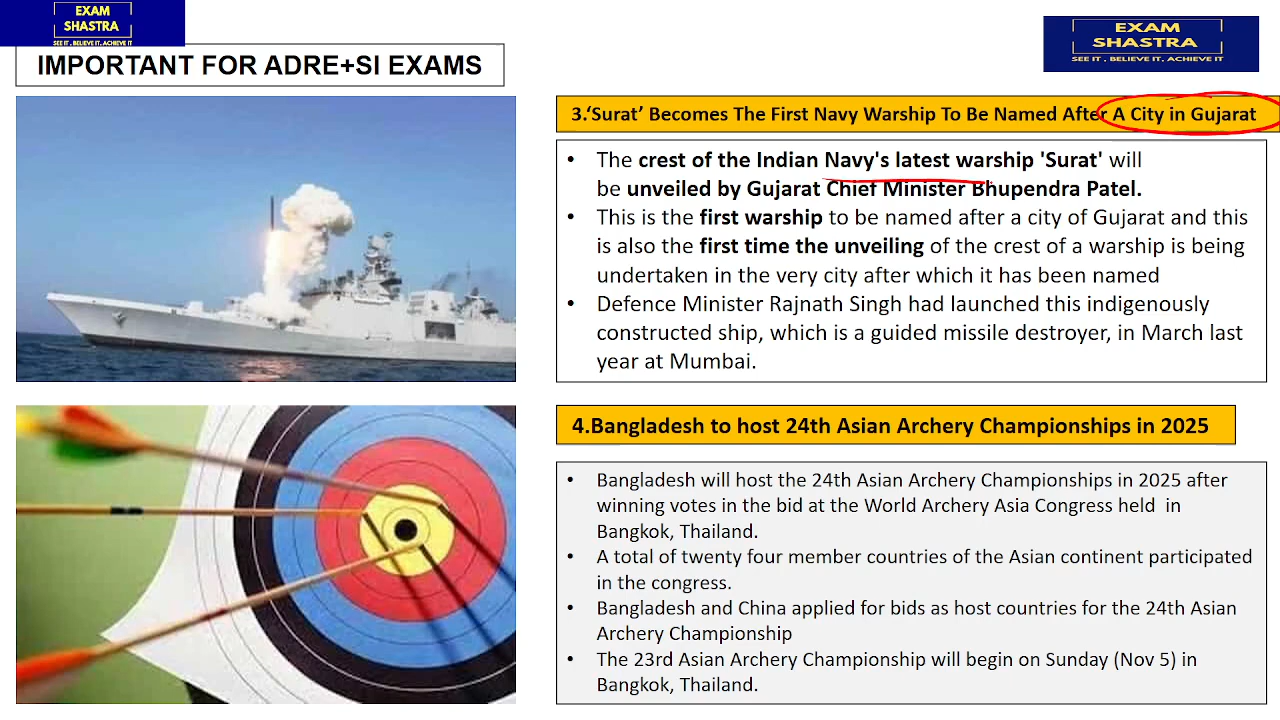 EXAM
SHASTRA
SEE IT, BELIEVE IT, ACHIEVE IT
EXAM
SHASTRA
SEE IT, BELIEVE IT, ACHIEVE IT
IMPORTANT FOR ADRE+SI EXAMS
3.‘Surat’ Becomes The First Navy Warship To Be Named After A City in Gujarat
• The crest of the Indian Navy's latest warship 'Surat' will
be unveiled by Gujarat Chief Minister Bhupendra Patel.
• This is the first warship to be named after a city of Gujarat and this
is also the first time the unveiling of the crest of a warship is being
undertaken in the very city after which it has been named
• Defence Minister Rajnath Singh had launched this indigenously
constructed ship, which is a guided missile destroyer, in March last
year at Mumbai.
4.Bangladesh to host 24th Asian Archery Championships in 2025
• Bangladesh will host the 24th Asian Archery Championships in 2025 after
winning votes in the bid at the World Archery Asia Congress held in
Bangkok, Thailand.
• A total of twenty four member countries of the Asian continent participated
in the congress.
• Bangladesh and China applied for bids as host countries for the 24th Asian
Archery Championship
• The 23rd Asian Archery Championship will begin on Sunday (Nov 5) in
Bangkok, Thailand.